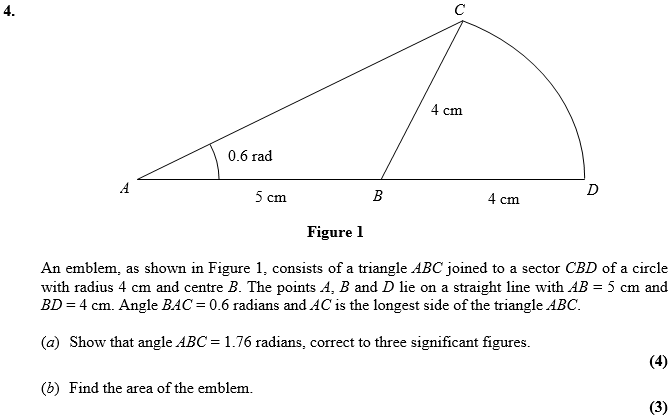 4.
C
4 cm
0.6 rad
A
5 cm
B
4 cm
D
Figure 1
An emblem, as shown in Figure 1, consists of a triangle ABC joined to a sector CBD of a circle
with radius 4 cm and centre B. The points A, B and D lie on a straight line with AB = 5 cm and
BD = 4 cm. Angle BAC = 0.6 radians and AC is the longest side of the triangle ABC.
(a) Show that angle ABC = 1.76 radians, correct to three significant figures.
(4)
(b) Find the area of the emblem.
(3)